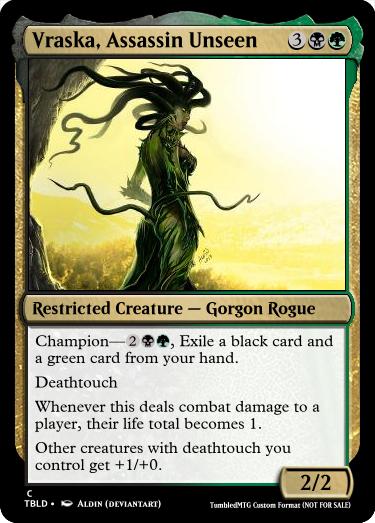 Vraska, Assassin Unseen 3
Restricted Creature — Gorgon Rogue
Champion—2, Exile a black card and
a green card from your hand.
Deathtouch
Whenever this deals combat damage to a
player, their life total becomes 1.
Other creatures with deathtouch you
control get +1/+0.
2/2
C
TBLD • ALDIN (DEVIANTART)
TumbledMTG Custom Format (NOT FOR SALE)